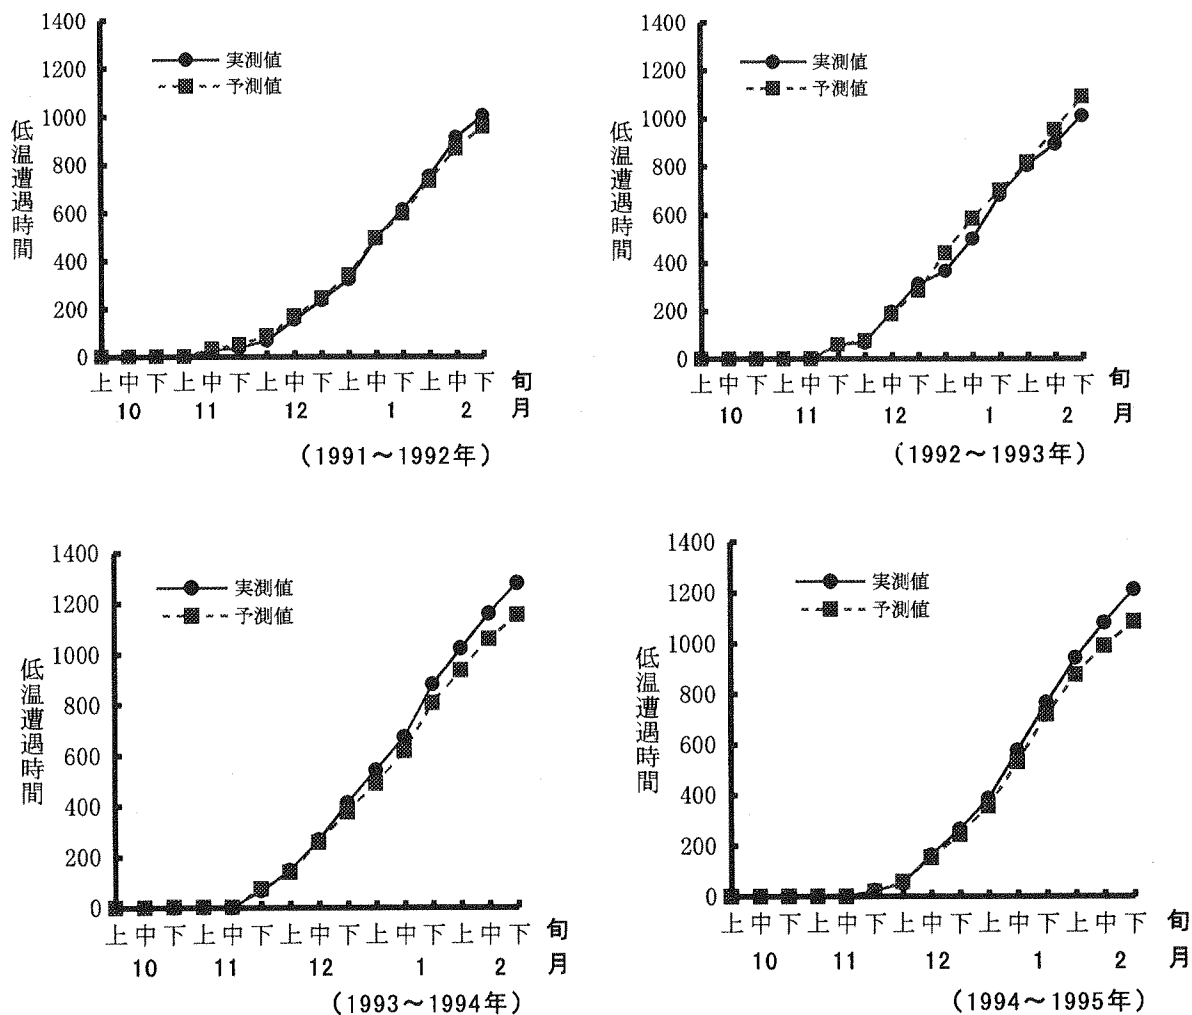 1400
1200
1000
800
600
400
200
0
低温遭遇時間
実測値
予測値
上 中 下 上 中 下 上 中 下 上 中 下 上 中 下 旬
10 11 12 1 2 月
(1991～1992年)
1400
1200
1000
800
600
400
200
0
低温遭遇時間
実測値
予測値
上 中 下 上 中 下 上 中 下 上 中 下 上 中 下 旬
10 11 12 1 2 月
(1992～1993年)
1400
1200
1000
800
600
400
200
0
低温遭遇時間
実測値
予測値
上 中 下 上 中 下 上 中 下 上 中 下 上 中 下 旬
10 11 12 1 2 月
(1993～1994年)
1400
1200
1000
800
600
400
200
0
低温遭遇時間
実測値
予測値
上 中 下 上 中 下 上 中 下 上 中 下 上 中 下 旬
10 11 12 1 2 月
(1994～1995年)